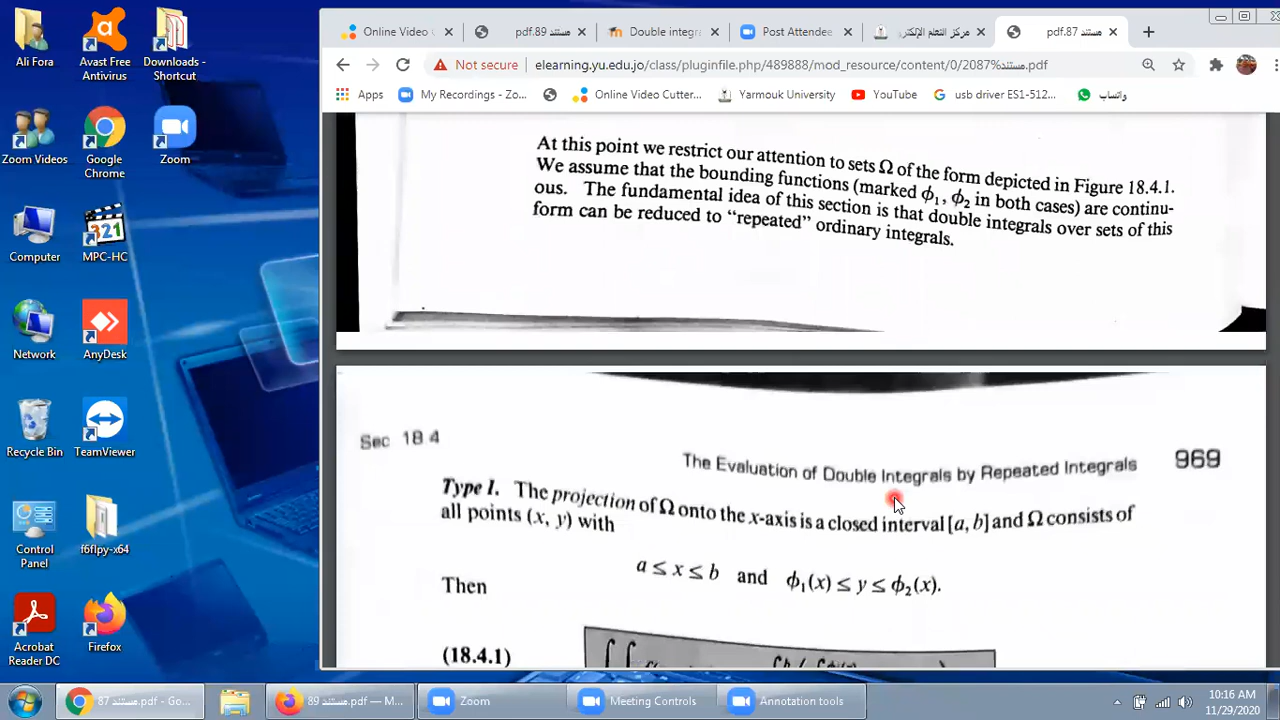 Ali Fora
Avast Free Antivirus
Downloads - Shortcut
Zoom Videos
Google Chrome
Zoom
Computer
MPC-HC
321
Network
AnyDesk
Recycle Bin
TeamViewer
Control Panel
f6flpy-x64
Acrobat Reader DC
Firefox
Online Video
مستند 89.pdf
Double integr
Post Attendee
مركز التعلم الإلكتر
مستند 87.pdf
Not secure
elearning.yu.edu.jo/class/pluginfile.php/489888/mod_resource/content/0/2087%مستند.pdf
Apps
My Recordings - Zo...
Online Video Cutter...
Yarmouk University
YouTube
usb driver ES1-512...
واتساب
At this point we restrict our attention to sets Ω of the form depicted in Figure 18.4.1.
We assume that the bounding functions (marked ϕ₁, ϕ₂ in both cases) are continu-
ous. The fundamental idea of this section is that double integrals over sets of this
form can be reduced to “repeated” ordinary integrals.
Sec 18 4
The Evaluation of Double Integrals by Repeated Integrals
969
Type I. The projection of Ω onto the x-axis is a closed interval [a, b] and Ω consists of
all points (x, y) with
a ≤ x ≤ b and ϕ₁(x) ≤ y ≤ ϕ₂(x).
Then
(18.4.1)
مستند 87.pdf - Go...
مستند 89.pdf — M...
Zoom
Meeting Controls
Annotation tools
10:16 AM
11/29/2020